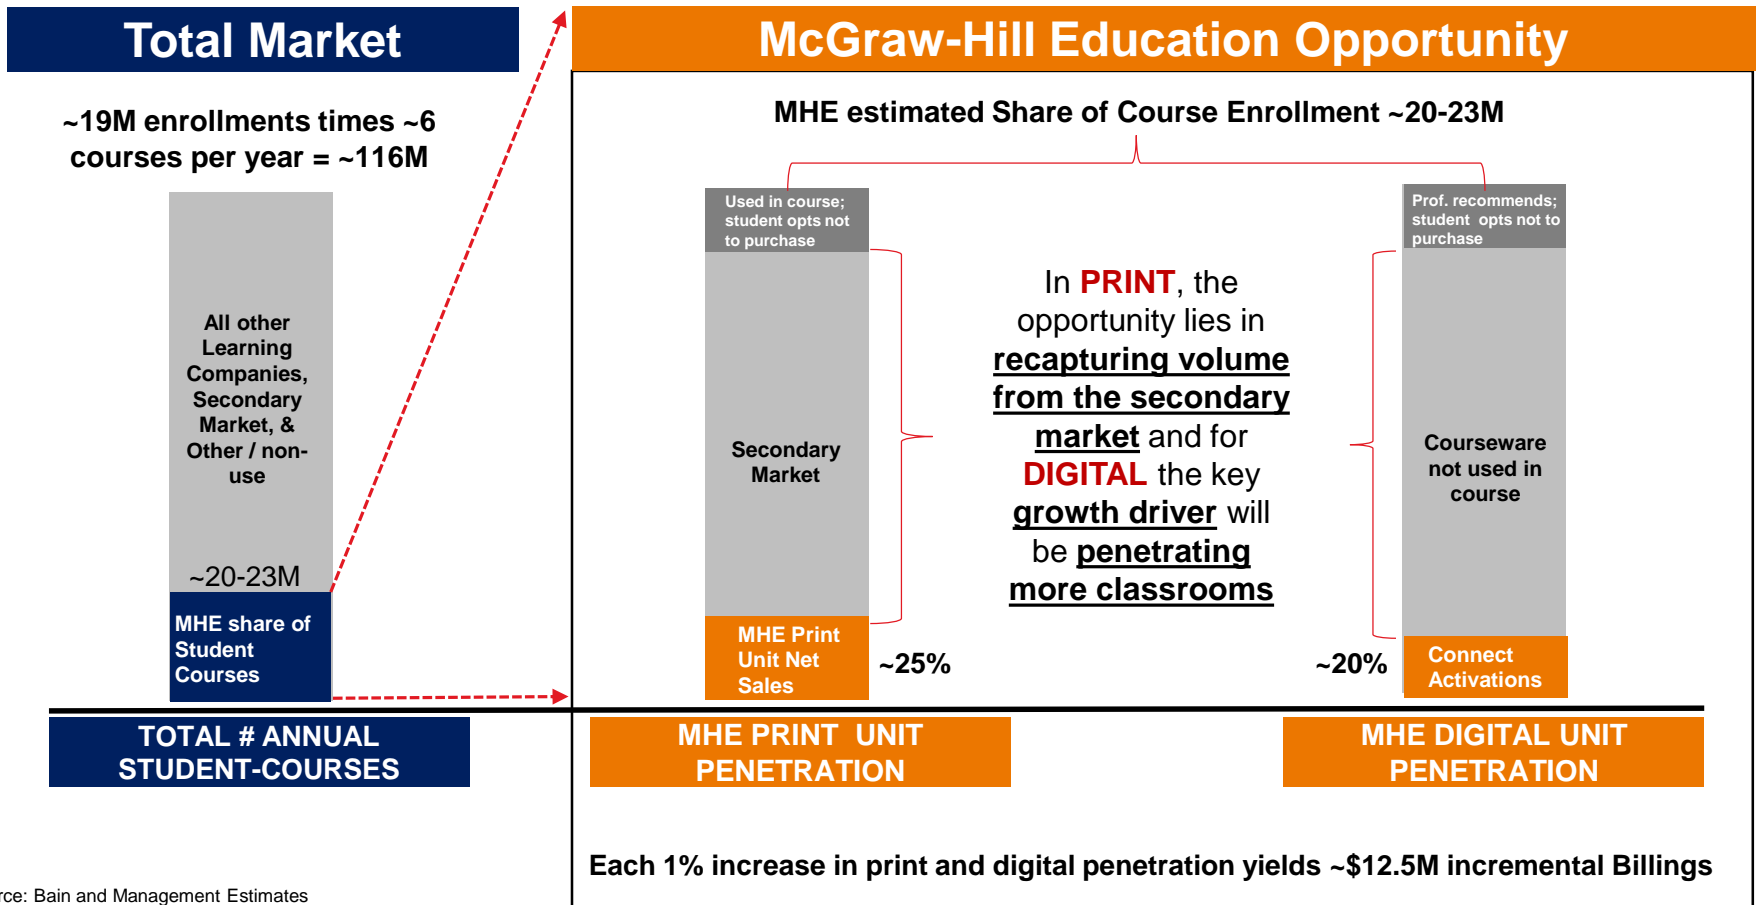 Total Market
~19M enrollments times ~6
courses per year = ~116M
All other
Learning
Companies,
Secondary
Market, &
Other / non-
use
~20-23M
MHE share of
Student
Courses
TOTAL # ANNUAL
STUDENT-COURSES
McGraw-Hill Education Opportunity
MHE estimated Share of Course Enrollment ~20-23M
Used in course;
student opts not
to purchase
Secondary
Market
MHE Print
Unit Net
Sales
~25%
In PRINT, the
opportunity lies in
recapturing volume
from the secondary
market and for
DIGITAL the key
growth driver will
be penetrating
more classrooms
Prof. recommends;
student opts not to
purchase
Courseware
not used in
course
~20%
Connect
Activations
MHE PRINT UNIT
PENETRATION
MHE DIGITAL UNIT
PENETRATION
Each 1% increase in print and digital penetration yields ~$12.5M incremental Billings
rce: Bain and Management Estimates